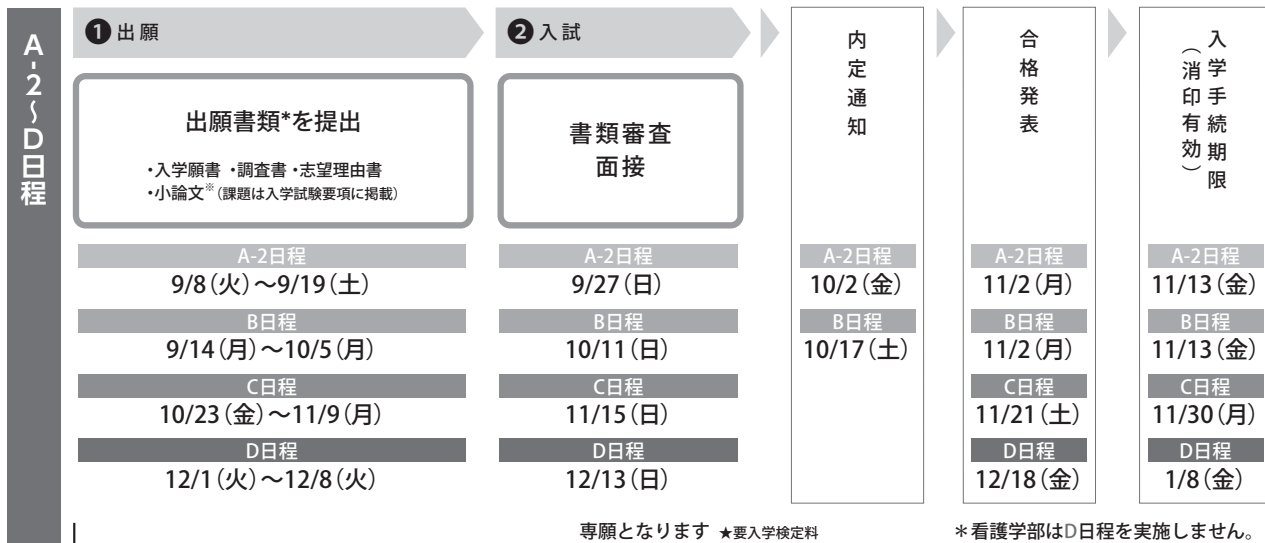 A-2〜D日程
❶出願
❷入試
出願書類*を提出
・入学願書 ・調査書 ・志望理由書
・小論文※(課題は入学試験要項に掲載)
書類審査
面接
内定通知
合格発表
入学手続期限
(消印有効)
A-2日程
9/8(火)〜9/19(土)
B日程
9/14(月)〜10/5(月)
C日程
10/23(金)〜11/9(月)
D日程
12/1(火)〜12/8(火)
A-2日程
9/27(日)
B日程
10/11(日)
C日程
11/15(日)
D日程
12/13(日)
A-2日程
10/2(金)
B日程
10/17(土)
A-2日程
11/2(月)
B日程
11/2(月)
C日程
11/21(土)
D日程
12/18(金)
A-2日程
11/13(金)
B日程
11/13(金)
C日程
11/30(月)
D日程
1/8(金)
専願となります ★要入学検定料
＊看護学部はD日程を実施しません。